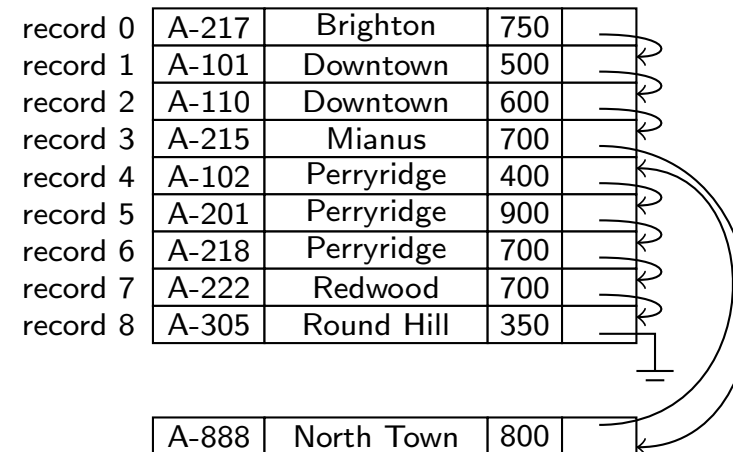 record 0 A-217 Brighton 750
record 1 A-101 Downtown 500
record 2 A-110 Downtown 600
record 3 A-215 Mianus 700
record 4 A-102 Perryridge 400
record 5 A-201 Perryridge 900
record 6 A-218 Perryridge 700
record 7 A-222 Redwood 700
record 8 A-305 Round Hill 350
A-888 North Town 800